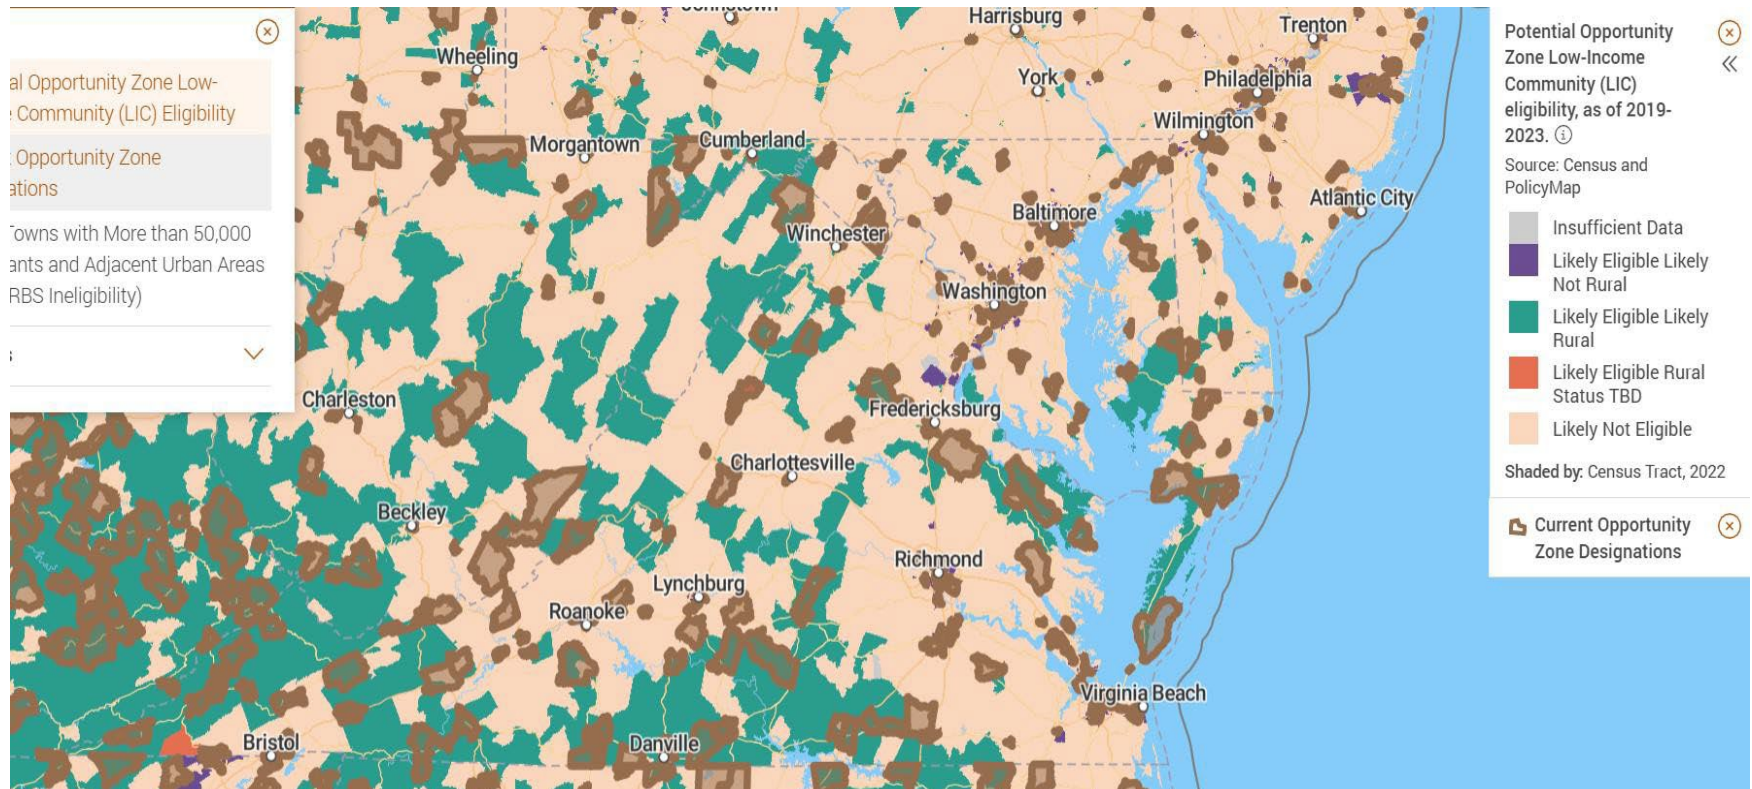 al Opportunity Zone Low-
Community (LIC) Eligibility
Opportunity Zone
ations
Towns with More than 50,000
ants and Adjacent Urban Areas
RBS Ineligibility)
Johnstown
Harrisburg
Trenton
Wheeling
York
Philadelphia
Wilmington
Morgantown
Cumberland
Atlantic City
Baltimore
Winchester
Washington
Charleston
Fredericksburg
Charlottesville
Beckley
Richmond
Lynchburg
Roanoke
Virginia Beach
Bristol
Danville
Potential Opportunity
Zone Low-Income
Community (LIC)
eligibility, as of 2019-
2023.
Source: Census and
PolicyMap
Insufficient Data
Likely Eligible Likely
Not Rural
Likely Eligible Likely
Rural
Likely Eligible Rural
Status TBD
Likely Not Eligible
Shaded by: Census Tract, 2022
Current Opportunity
Zone Designations